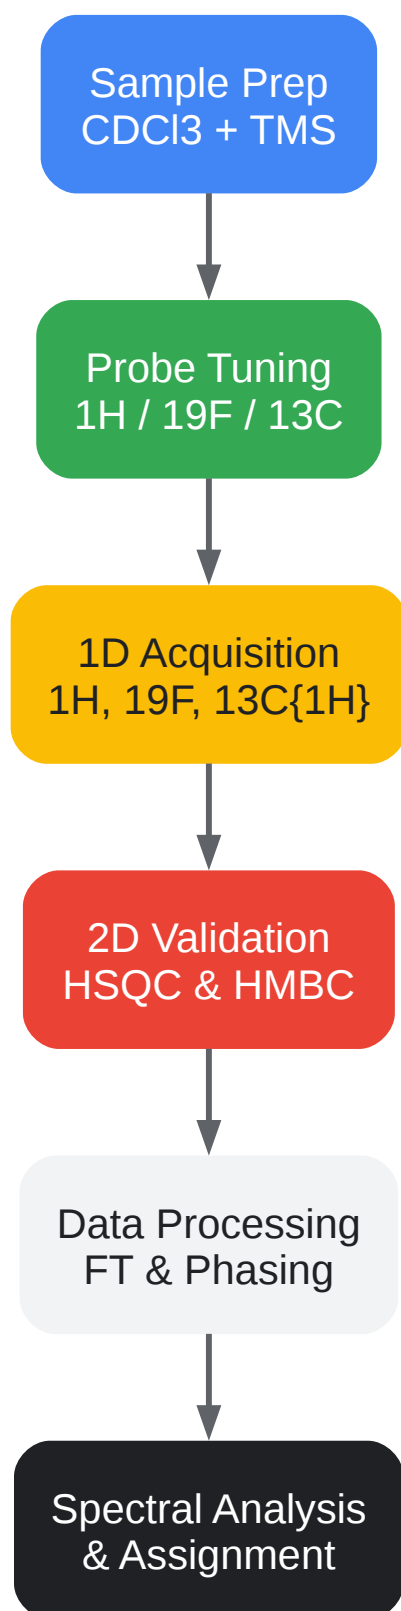 Sample Prep
CDCl3 + TMS
Probe Tuning
1H / 19F / 13C
1D Acquisition
1H, 19F, 13C{1H}
2D Validation
HSQC & HMBC
Data Processing
FT & Phasing
Spectral Analysis
& Assignment